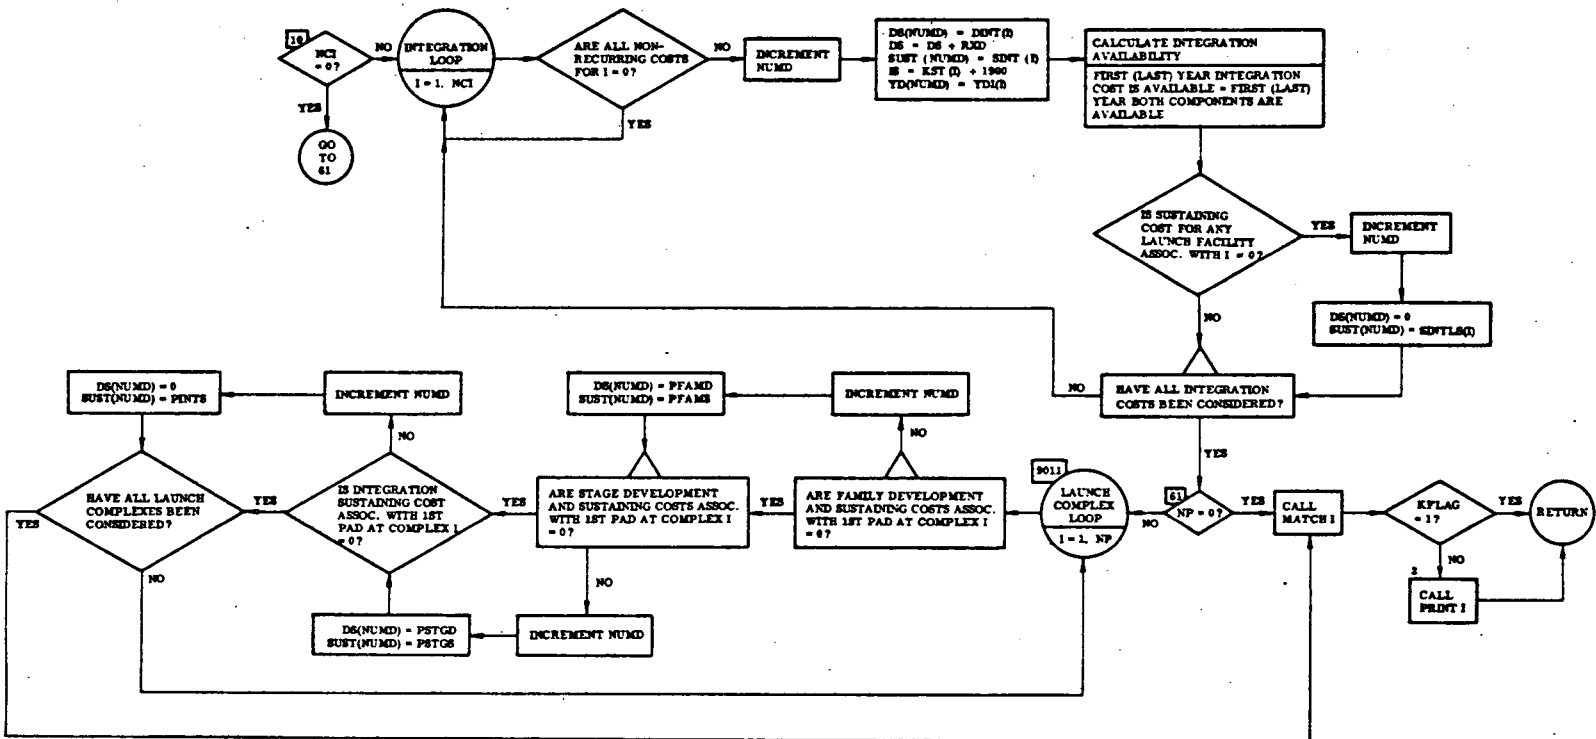 10
NCI
= 0?
NO
YES
GO
TO
61
INTEGRATION
LOOP
I = 1, NCI
ARE ALL NON-
RECURRING COSTS
FOR I = 0?
NO
YES
INCREMENT
NUMD
DS(NUMD) = DINT(I)
DS = DS + RXD
SUST (NUMD) = SINT (I)
IS = KST(I) + 1900
YD(NUMD) = YDI(I)
CALCULATE INTEGRATION
AVAILABILITY
FIRST (LAST) YEAR INTEGRATION
COST IS AVAILABLE = FIRST (LAST)
YEAR BOTH COMPONENTS ARE
AVAILABLE
IS SUSTAINING
COST FOR ANY
LAUNCH FACILITY
ASSOC. WITH I = 0?
YES
NO
INCREMENT
NUMD
DS(NUMD) = 0
SUST(NUMD) = SINTLS(I)
HAVE ALL INTEGRATION
COSTS BEEN CONSIDERED?
NO
YES
61
NP = 0?
YES
NO
CALL
MATCH 1
KFLAG
= 1?
YES
NO
RETURN
2
CALL
PRINT 1
9011
LAUNCH
COMPLEX
LOOP
I = 1, NP
ARE FAMILY DEVELOPMENT
AND SUSTAINING COSTS ASSOC.
WITH 1ST PAD AT COMPLEX I
= 0?
NO
YES
INCREMENT NUMD
DS(NUMD) = PFAMD
SUST(NUMD) = PFAMS
ARE STAGE DEVELOPMENT
AND SUSTAINING COSTS ASSOC.
WITH 1ST PAD AT COMPLEX I
= 0?
YES
NO
INCREMENT NUMD
DS(NUMD) = PSTGD
SUST(NUMD) = PSTGS
IS INTEGRATION
SUSTAINING COST
ASSOC. WITH 1ST
PAD AT COMPLEX I
= 0?
NO
YES
INCREMENT NUMD
DS(NUMD) = 0
SUST(NUMD) = PINTS
HAVE ALL LAUNCH
COMPLEXES BEEN
CONSIDERED?
YES
NO